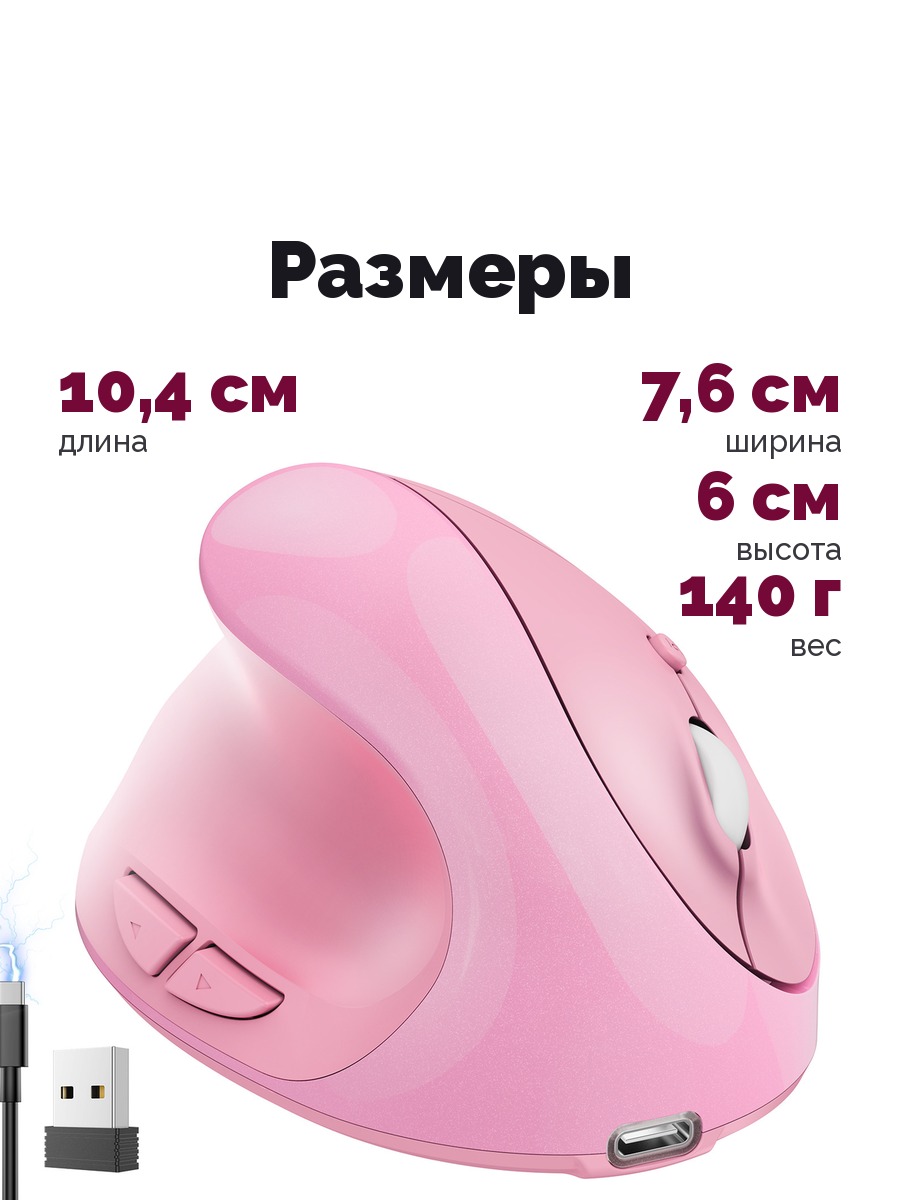 Размеры
10,4 см
длина
7,6 см
ширина
6 см
высота
140 г
вес